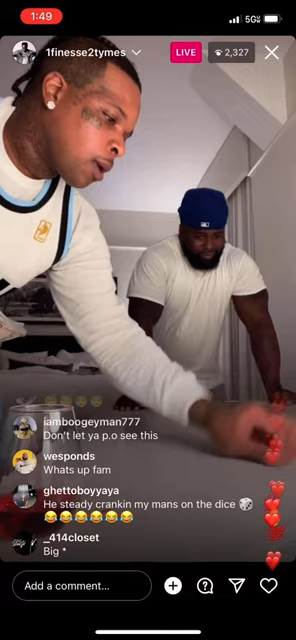 1:49
5G
1finesse2tymes
LIVE
2,327
iamboogeyman777
Don't let ya p.o see this
wesponds
Whats up fam
ghettoboyyaya
He steady crankin my mans on the dice 🎲
😂😂😂😂😂😂
_414closet
Big *
Add a comment...